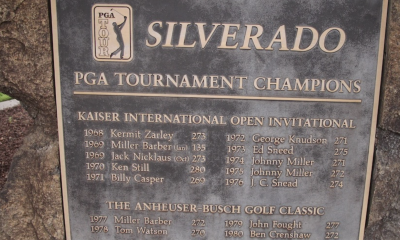 PGA TOUR
SILVERADO
PGA TOURNAMENT CHAMPIONS
KAISER INTERNATIONAL OPEN INVITATIONAL
1968 Kermit Zarley 273
1969 Miller Barber 135
1969 Jack Nicklaus 273
1970 Ken Still 280
1971 Billy Casper 269
1972 George Knudson 271
1973 Ed Sneed 275
1974 Johnny Miller 271
1975 Johnny Miller 272
1976 J. C. Snead 274
THE ANHEUSER-BUSCH GOLF CLASSIC
1977 Miller Barber 272
1978 Tom Watson 270
1979 John Fought 277
1980 Ben Crenshaw 272